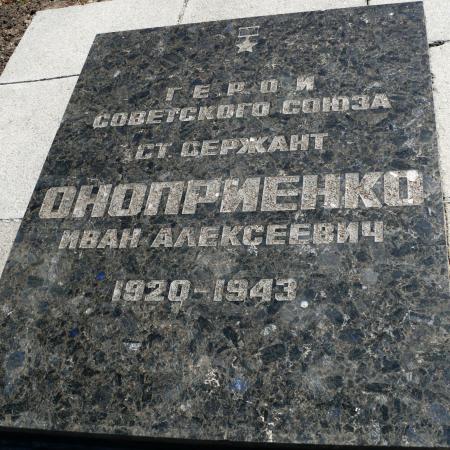 ГЕРОЙ
СОВЕТСКОГО СОЮЗА
СТ. СЕРЖАНТ
ОНОПРИЕНКО
ИВАН АЛЕКСЕЕВИЧ
1920-1943